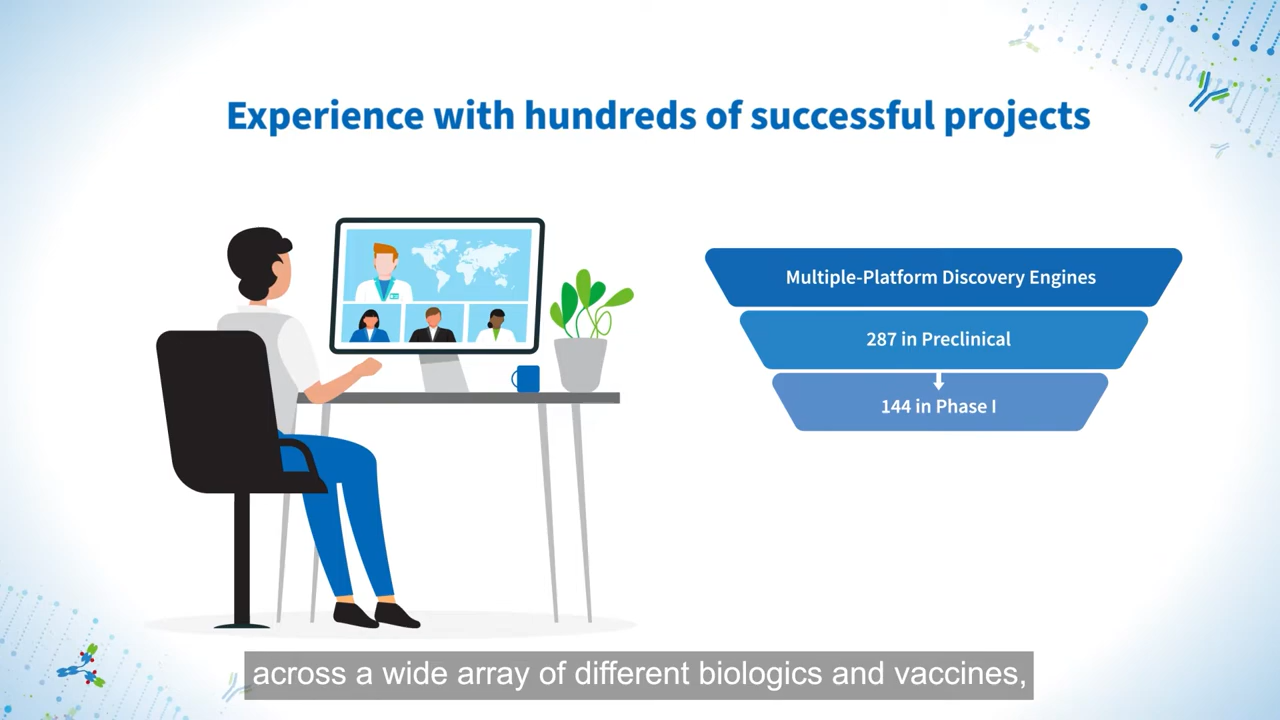 Experience with hundreds of successful projects
Multiple-Platform Discovery Engines
287 in Preclinical
144 in Phase I
across a wide array of different biologics and vaccines,